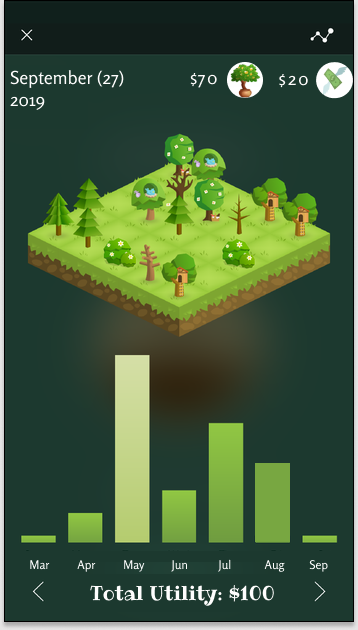 September (27)
2019
$70
$20
Mar Apr May Jun Jul Aug Sep
Total Utility: $100